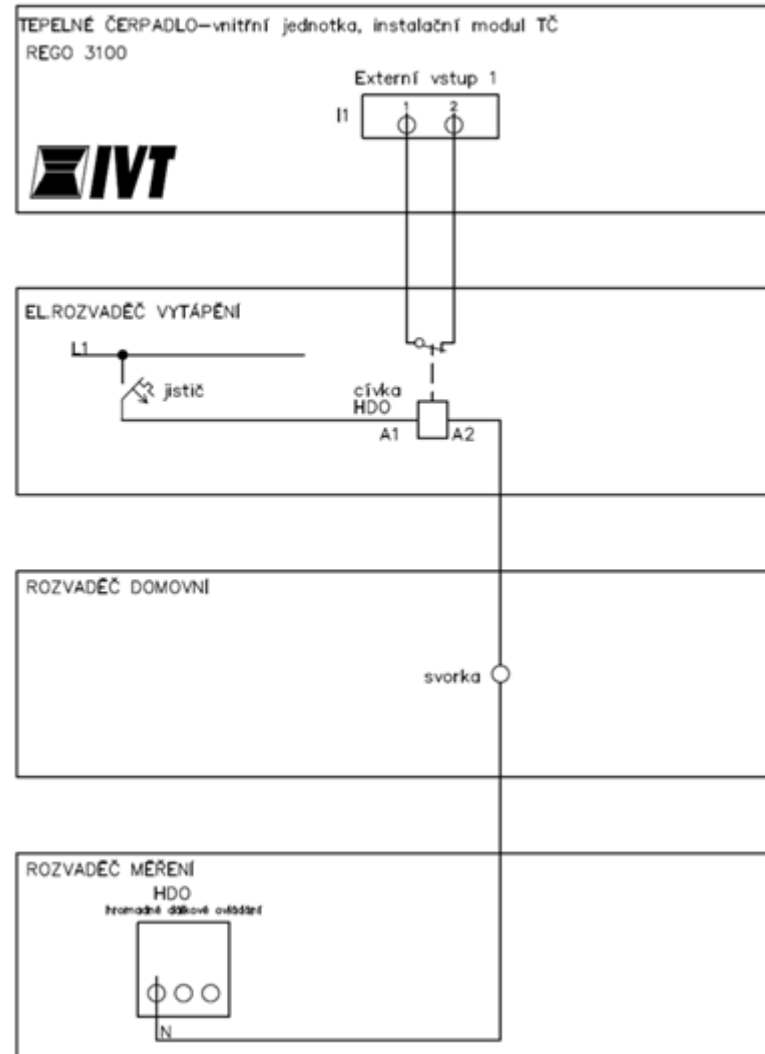 TEPELNÉ ČERPADLO–vnitřní jednotka, instalační modul TČ
REGO 3100
Externí vstup 1
I1
1 2
IVT
EL.ROZVADĚČ VYTÁPĚNÍ
L1
jistič
cívka
HDO
A1 A2
ROZVADĚČ DOMOVNÍ
svorka
ROZVADĚČ MĚŘENÍ
HDO
hromadné dálkové ovládání
N